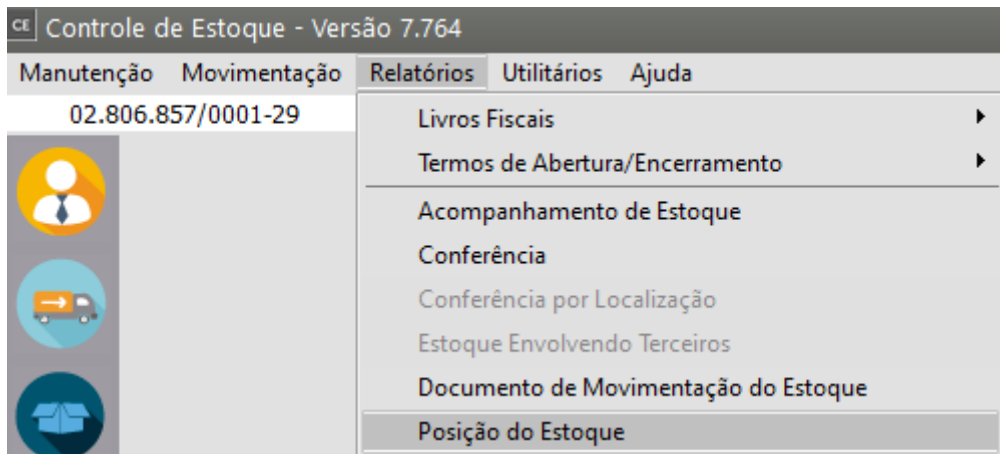 CE Controle de Estoque - Versão 7.764
Manutenção Movimentação Relatórios Utilitários Ajuda
02.806.857/0001-29
Livros Fiscais
Termos de Abertura/Encerramento
Acompanhamento de Estoque
Conferência
Conferência por Localização
Estoque Envolvendo Terceiros
Documento de Movimentação do Estoque
Posição do Estoque